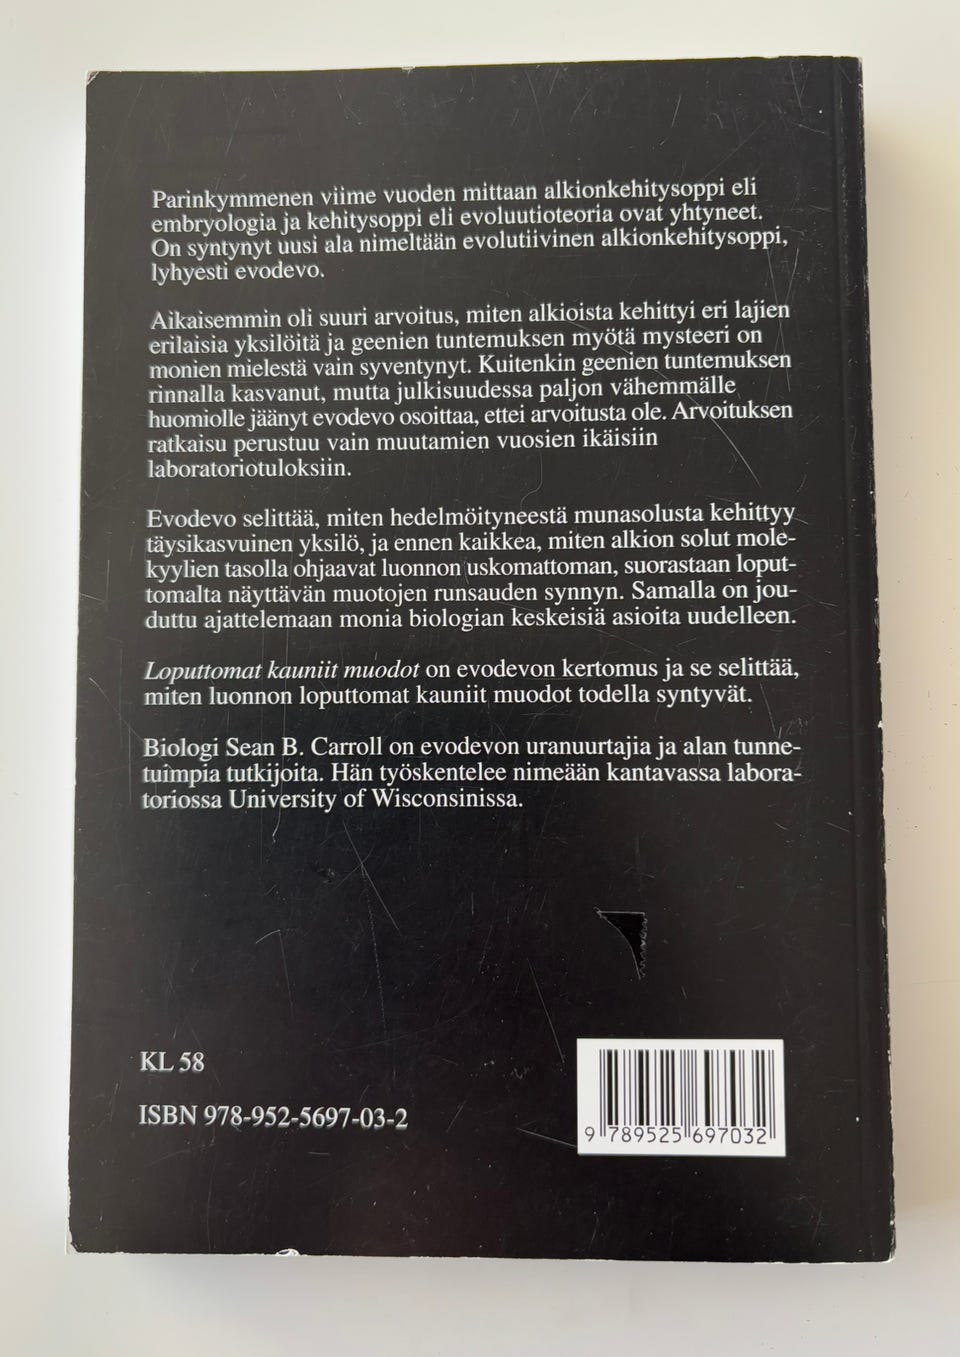 Parinkymmenen viime vuoden mittaan alkionkehitysoppi eli
embryologia ja kehitysoppi eli evoluutioteoria ovat yhtyneet.
On syntynyt uusi ala nimeltään evolutiivinen alkionkehitysoppi,
lyhyesti evodevo.
Aikaisemmin oli suuri arvoitus, miten alkioista kehittyi eri lajien
erilaisia yksilöitä ja geenien tuntemuksen myötä mysteeri on
monien mielestä vain syventynyt. Kuitenkin geenien tuntemuksen
rinnalla kasvanut, mutta julkisuudessa paljon vähemmälle
huomiolle jäänyt evodevo osoittaa, ettei arvoitusta ole. Arvoituksen
ratkaisu perustuu vain muutamien vuosien ikäisiin
laboratoriotuloksiin.
Evodevo selittää, miten hedelmöityneestä munasolusta kehittyy
täysikasvuinen yksilö, ja ennen kaikkea, miten alkion solut mole-
kyylien tasolla ohjaavat luonnon uskomattoman, suorastaan loput-
tomalta näyttävän muotojen runsauden synnyn. Samalla on jou-
duttu ajattelemaan monia biologian keskeisiä asioita uudelleen.
Loputtomat kauniit muodot on evodevon kertomus ja se selittää,
miten luonnon loputtomat kauniit muodot todella syntyvät.
Biologi Sean B. Carroll on evodevon uranuurtajia ja alan tunne-
tuimpia tutkijoita. Hän työskentelee nimeään kantavassa labora-
toriossa University of Wisconsinissa.
KL 58
ISBN 978-952-5697-03-2
9 789525 697032